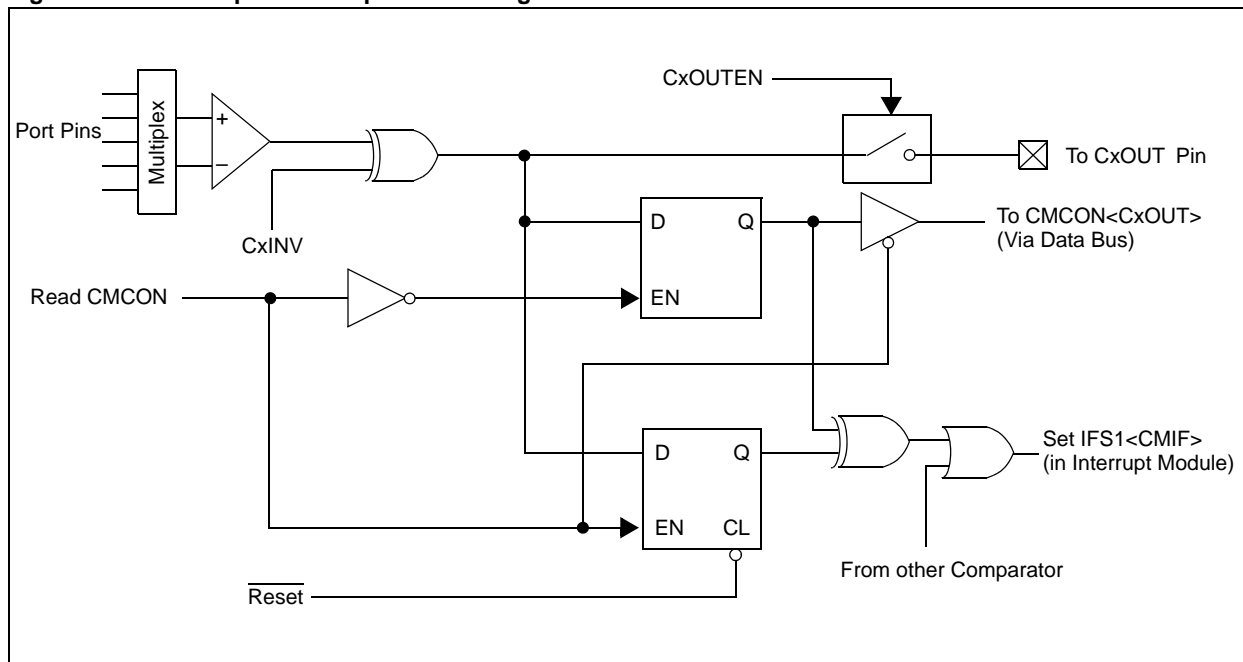 CxOUTEN
Port Pins
Multiplex
+
–
To CxOUT Pin
CxINV
D
Q
EN
To CMCON<CxOUT>
(Via Data Bus)
Read CMCON
D
Q
EN
CL
Set IFS1<CMIF>
(in Interrupt Module)
From other Comparator
Reset